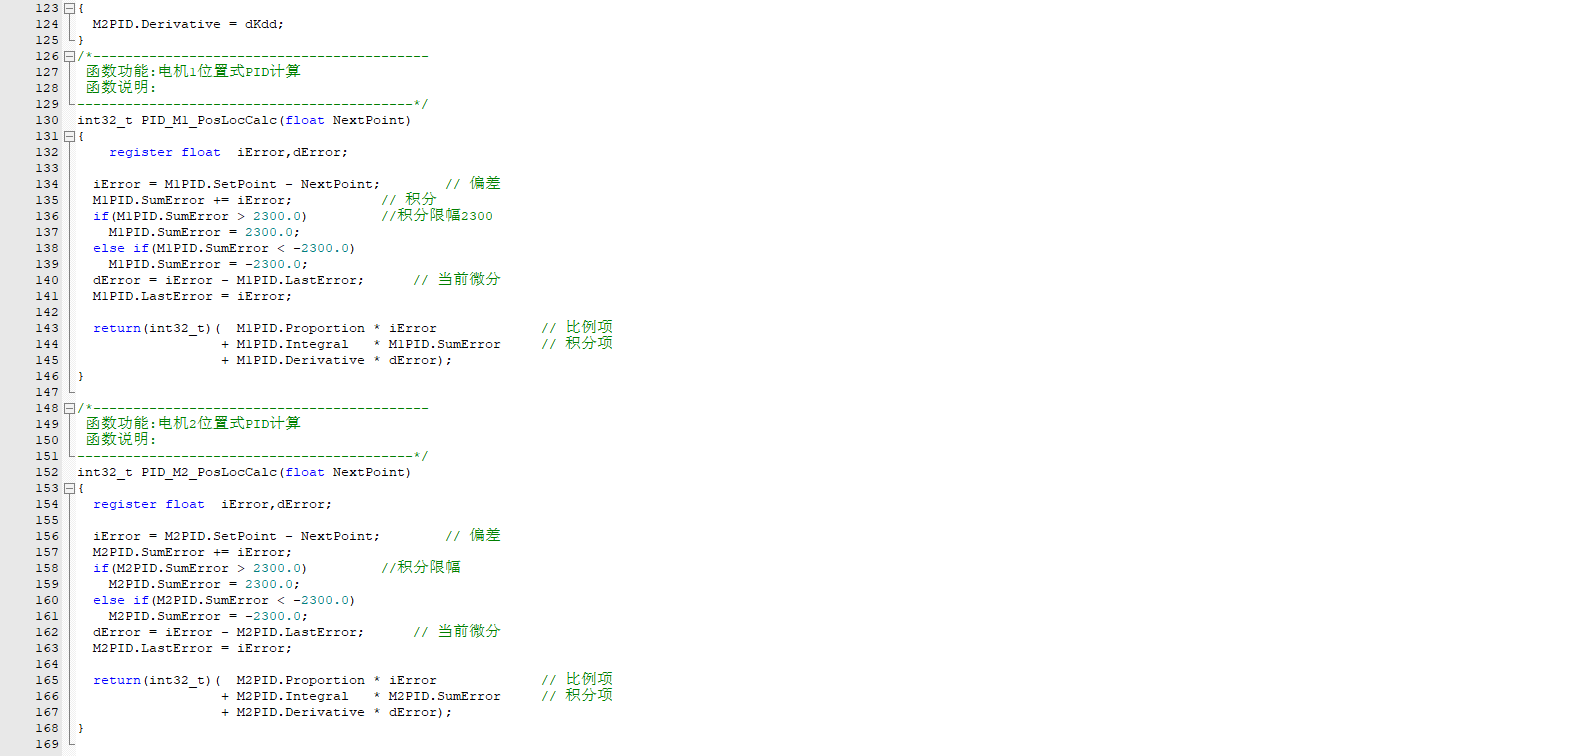 123 {
124 M2PID.Derivative = dKdd;
125 }
126 /*------------------------------------------
127 函数功能:电机1位置式PID计算
128 函数说明:
129 ------------------------------------------*/
130 int32_t PID_M1_PosLocCalc(float NextPoint)
131 {
132 register float iError,dError;
133
134 iError = M1PID.SetPoint - NextPoint; // 偏差
135 M1PID.SumError += iError; // 积分
136 if(M1PID.SumError > 2300.0) //积分限幅2300
137 M1PID.SumError = 2300.0;
138 else if(M1PID.SumError < -2300.0)
139 M1PID.SumError = -2300.0;
140 dError = iError - M1PID.LastError; // 当前微分
141 M1PID.LastError = iError;
142
143 return(int32_t)( M1PID.Proportion * iError // 比例项
144 + M1PID.Integral * M1PID.SumError // 积分项
145 + M1PID.Derivative * dError);
146 }
147
148 /*------------------------------------------
149 函数功能:电机2位置式PID计算
150 函数说明:
151 ------------------------------------------*/
152 int32_t PID_M2_PosLocCalc(float NextPoint)
153 {
154 register float iError,dError;
155
156 iError = M2PID.SetPoint - NextPoint; // 偏差
157 M2PID.SumError += iError;
158 if(M2PID.SumError > 2300.0) //积分限幅
159 M2PID.SumError = 2300.0;
160 else if(M2PID.SumError < -2300.0)
161 M2PID.SumError = -2300.0;
162 dError = iError - M2PID.LastError; // 当前微分
163 M2PID.LastError = iError;
164
165 return(int32_t)( M2PID.Proportion * iError // 比例项
166 + M2PID.Integral * M2PID.SumError // 积分项
167 + M2PID.Derivative * dError);
168 }
169